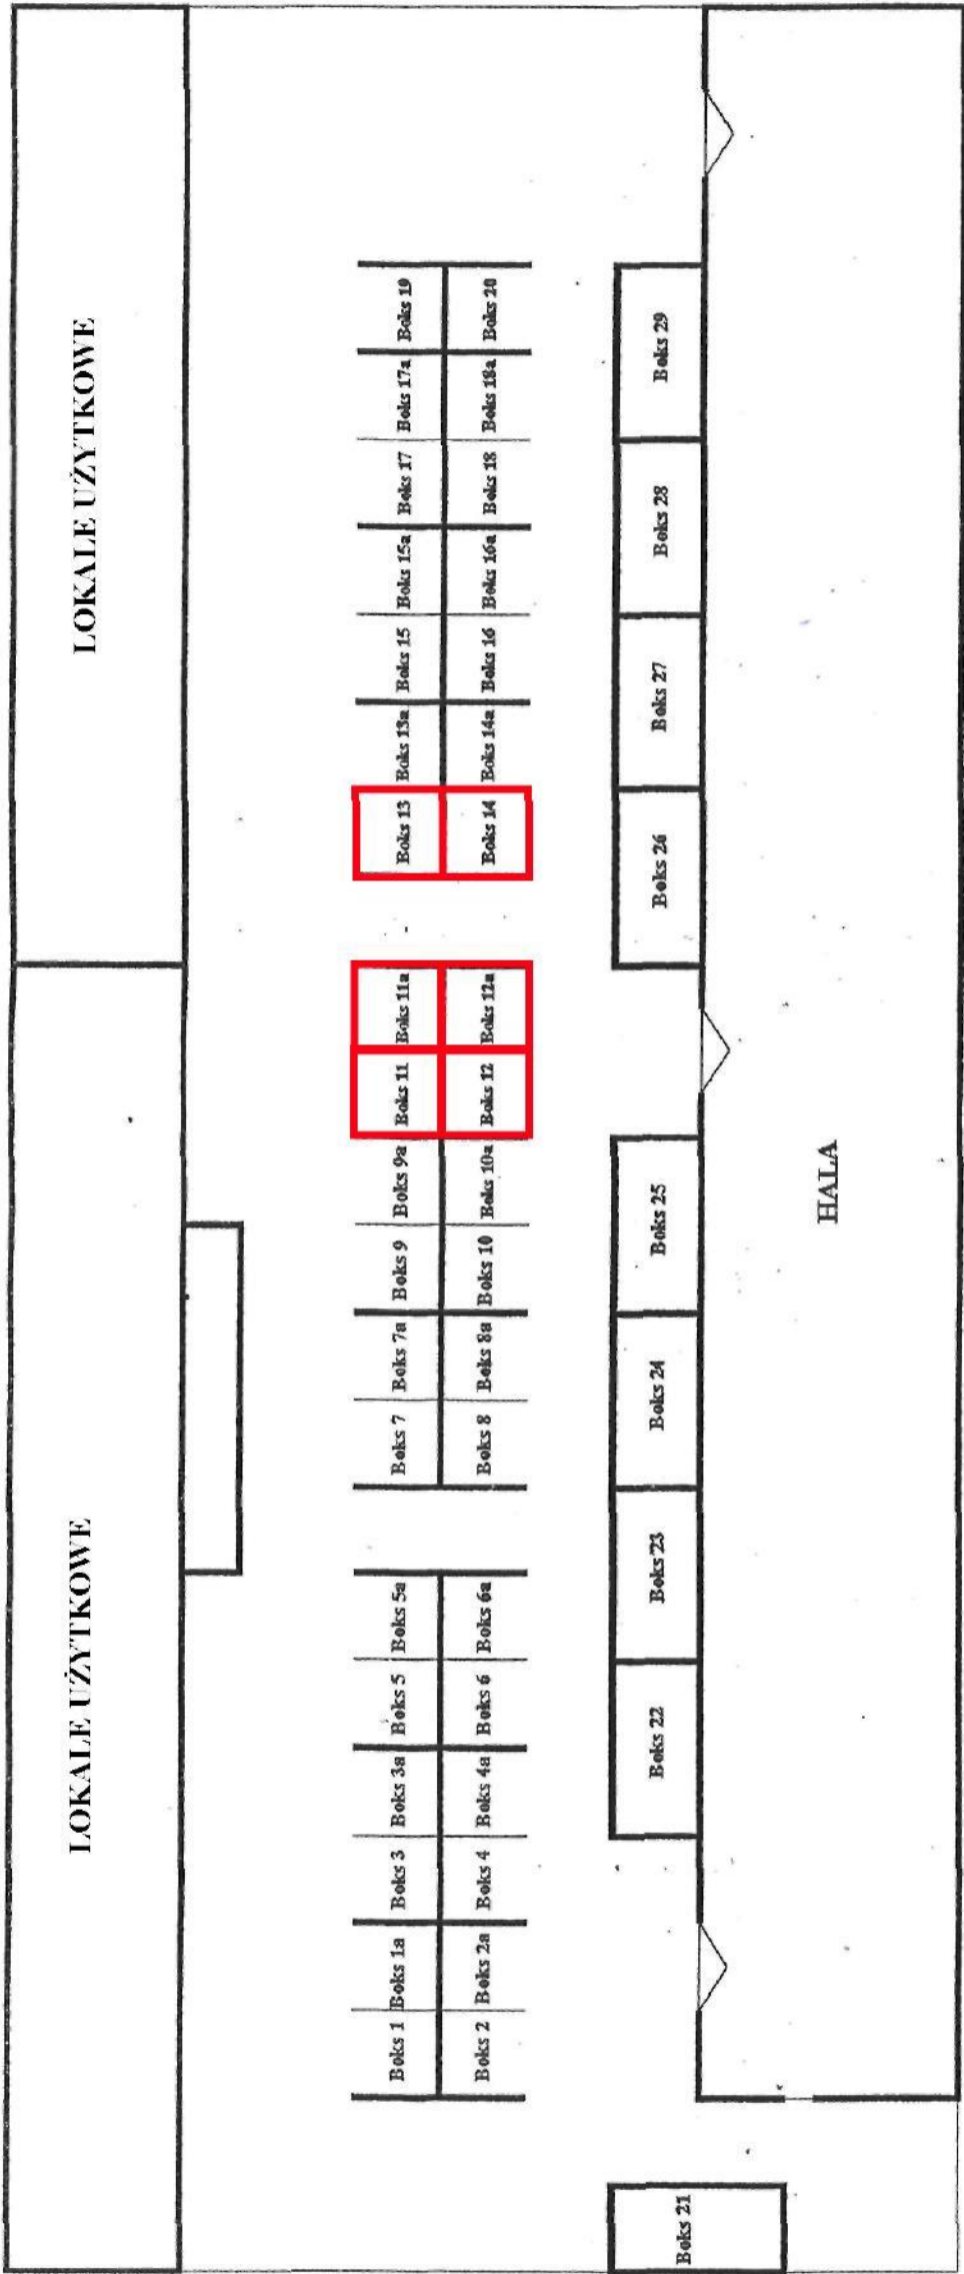 LOKALE UŻYTKOWE
LOKALE UŻYTKOWE
Boks 1
Boks 1a
Boks 3
Boks 3a
Boks 5
Boks 5a
Boks 7
Boks 7a
Boks 9
Boks 9a
Boks 11
Boks 11a
Boks 13
Boks 13a
Boks 15
Boks 15a
Boks 17
Boks 17a
Boks 19
Boks 2
Boks 2a
Boks 4
Boks 4a
Boks 6
Boks 6a
Boks 8
Boks 8a
Boks 10
Boks 10a
Boks 12
Boks 12a
Boks 14
Boks 14a
Boks 16
Boks 16a
Boks 18
Boks 18a
Boks 20
Boks 21
Boks 22
Boks 23
Boks 24
Boks 25
Boks 26
Boks 27
Boks 28
Boks 29
HALA